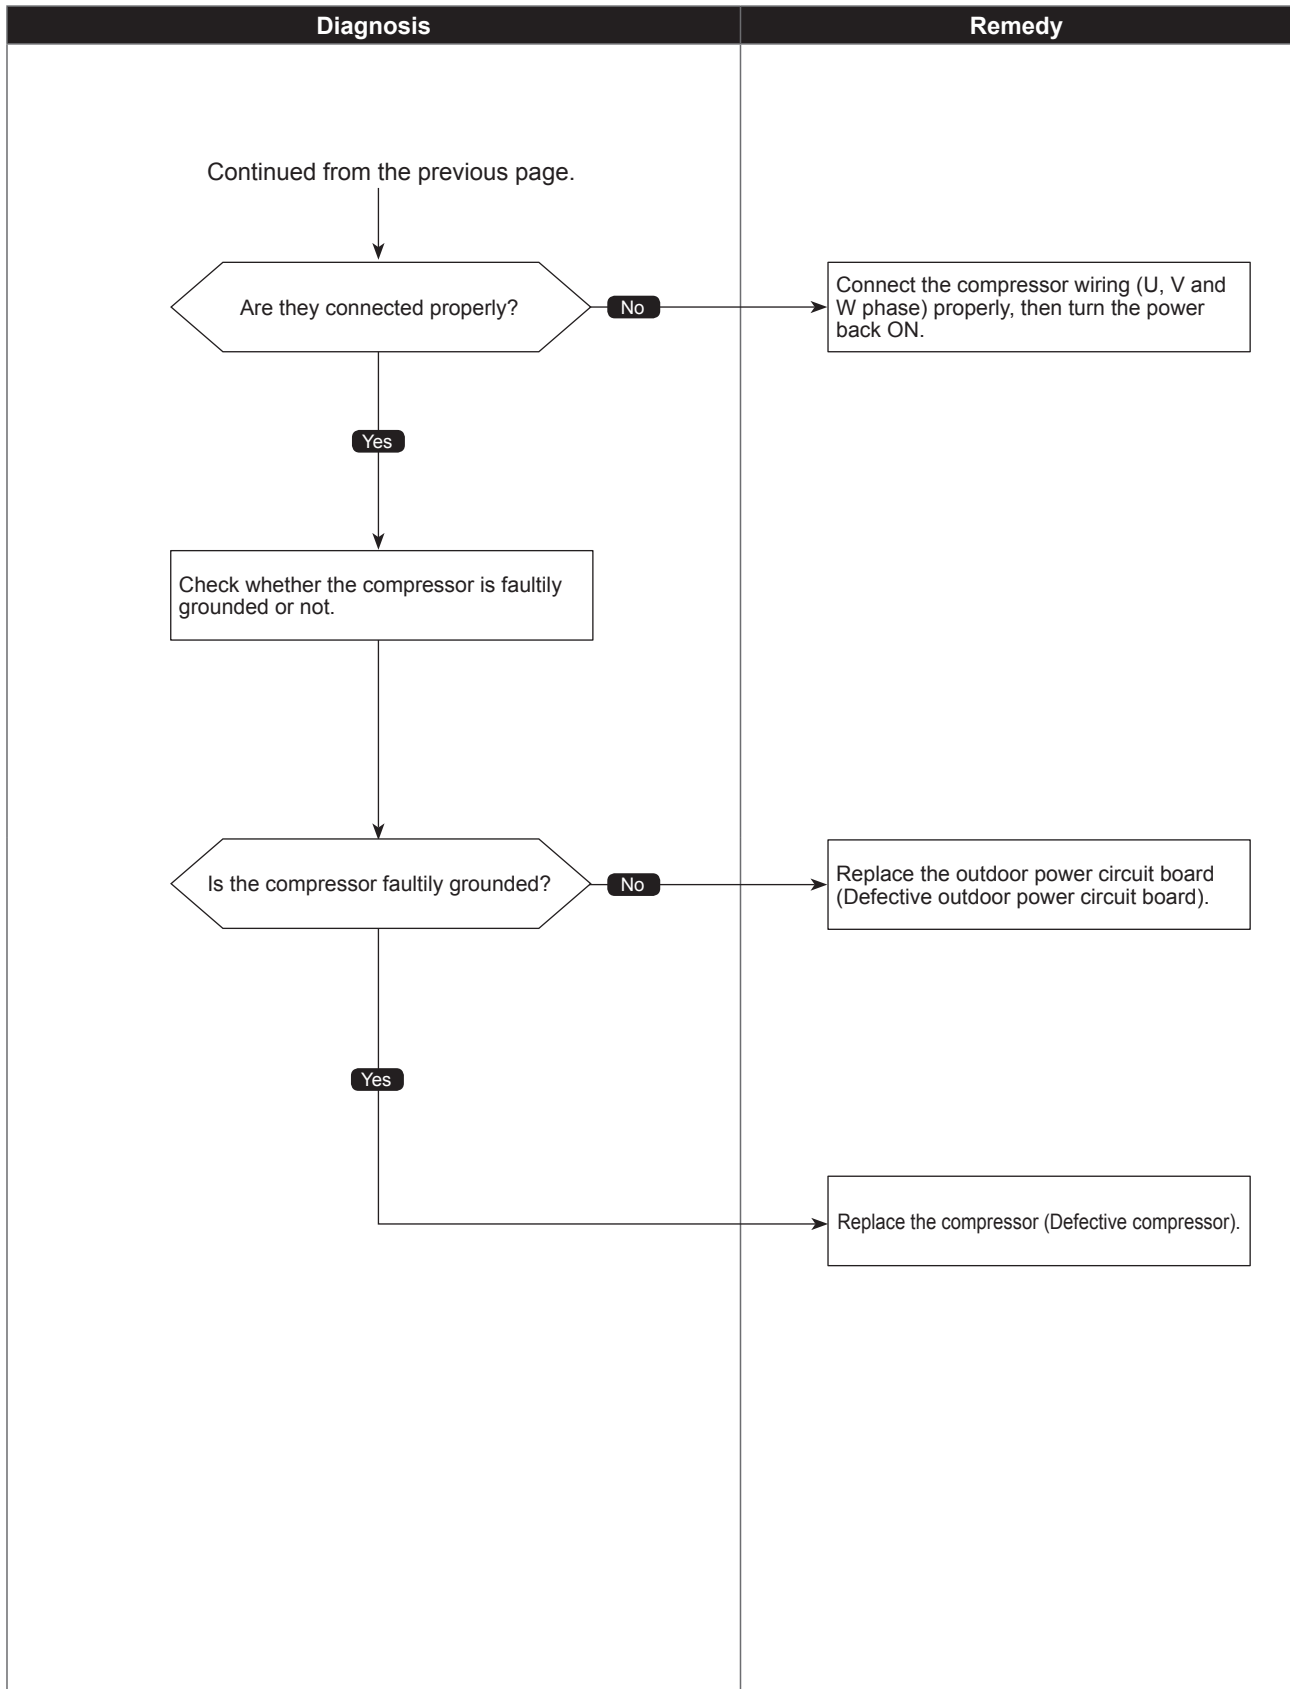 Diagnosis
Remedy
Continued from the previous page.
Are they connected properly?
No
Connect the compressor wiring (U, V and
W phase) properly, then turn the power
back ON.
Yes
Check whether the compressor is faultily
grounded or not.
Is the compressor faultily grounded?
No
Replace the outdoor power circuit board
(Defective outdoor power circuit board).
Yes
Replace the compressor (Defective compressor).